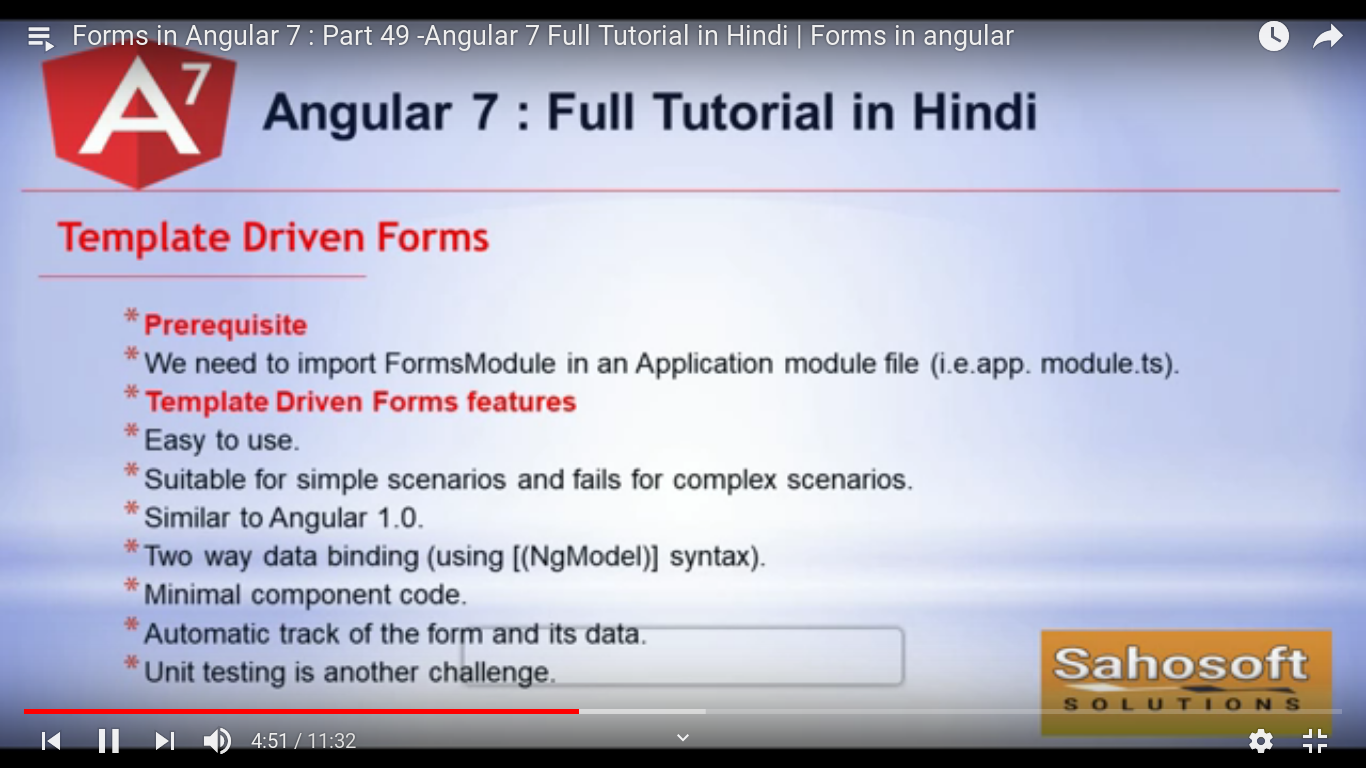 Forms in Angular 7 : Part 49 -Angular 7 Full Tutorial in Hindi | Forms in angular
A7
Angular 7 : Full Tutorial in Hindi
Template Driven Forms
* Prerequisite
* We need to import FormsModule in an Application module file (i.e.app. module.ts).
* Template Driven Forms features
* Easy to use.
* Suitable for simple scenarios and fails for complex scenarios.
* Similar to Angular 1.0.
* Two way data binding (using [(NgModel)] syntax).
* Minimal component code.
* Automatic track of the form and its data.
* Unit testing is another challenge.
Sahosoft
SOLUTIONS
4:51 / 11:32